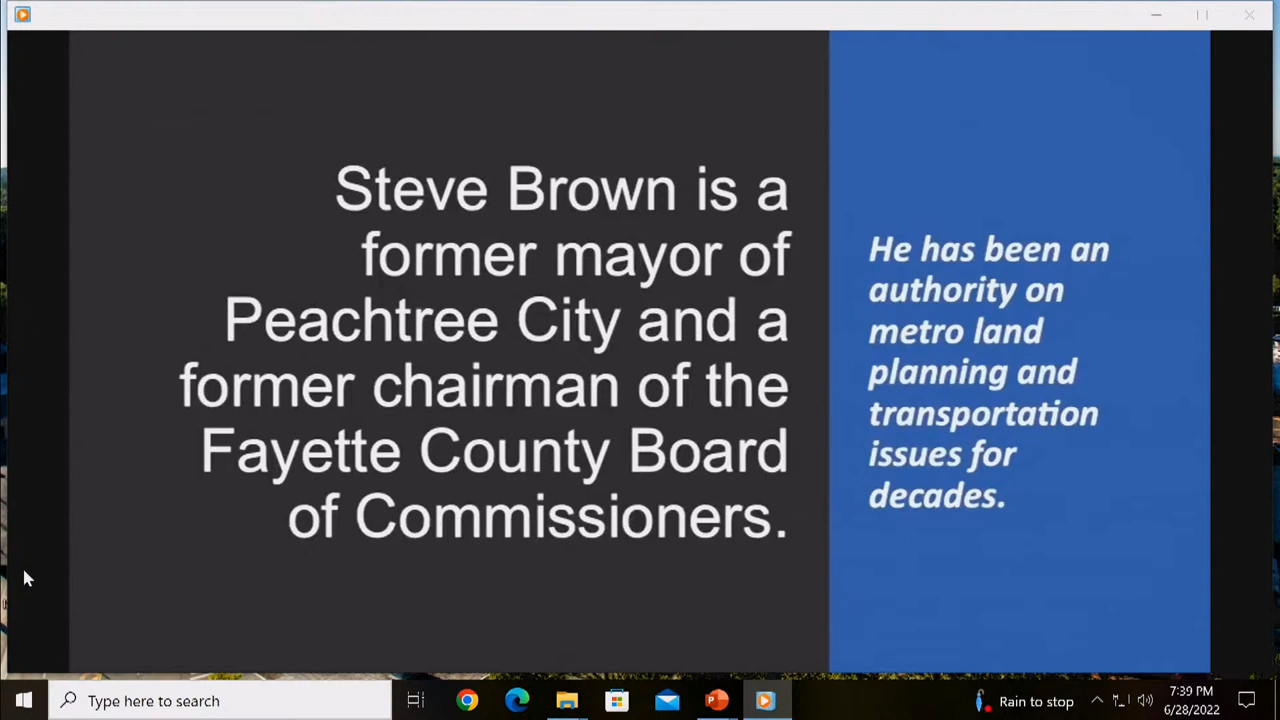 Steve Brown is a
former mayor of
Peachtree City and a
former chairman of the
Fayette County Board
of Commissioners.
He has been an
authority on
metro land
planning and
transportation
issues for
decades.
Type here to search
Rain to stop
7:39 PM
6/28/2022